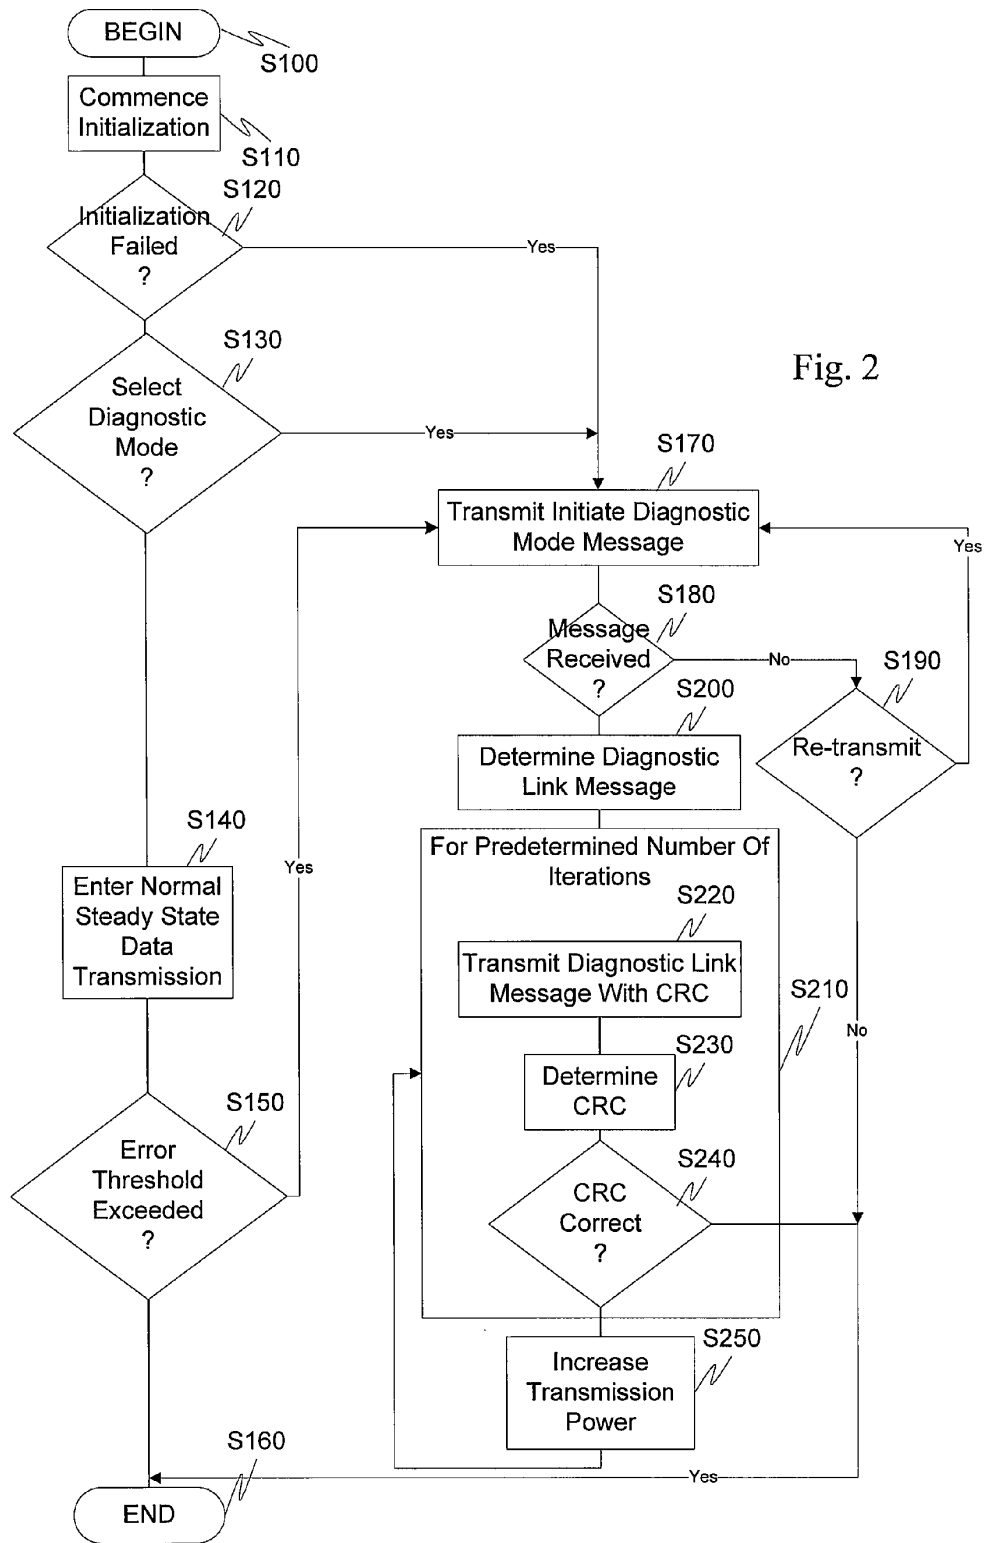 BEGIN
S100
Commence
Initialization
S110
S120
Initialization
Failed
?
Yes
S130
Select
Diagnostic
Mode
?
Yes
Fig. 2
S170
Transmit Initiate Diagnostic
Mode Message
Yes
S180
Message
Received
?
No
S190
Re-transmit
?
S200
Determine Diagnostic
Link Message
S140
Enter Normal
Steady State
Data
Transmission
Yes
For Predetermined Number Of
Iterations
S220
Transmit Diagnostic Link
Message With CRC
S210
No
S230
Determine
CRC
S150
Error
Threshold
Exceeded
?
S240
CRC
Correct
?
S250
Increase
Transmission
Power
S160
Yes
END